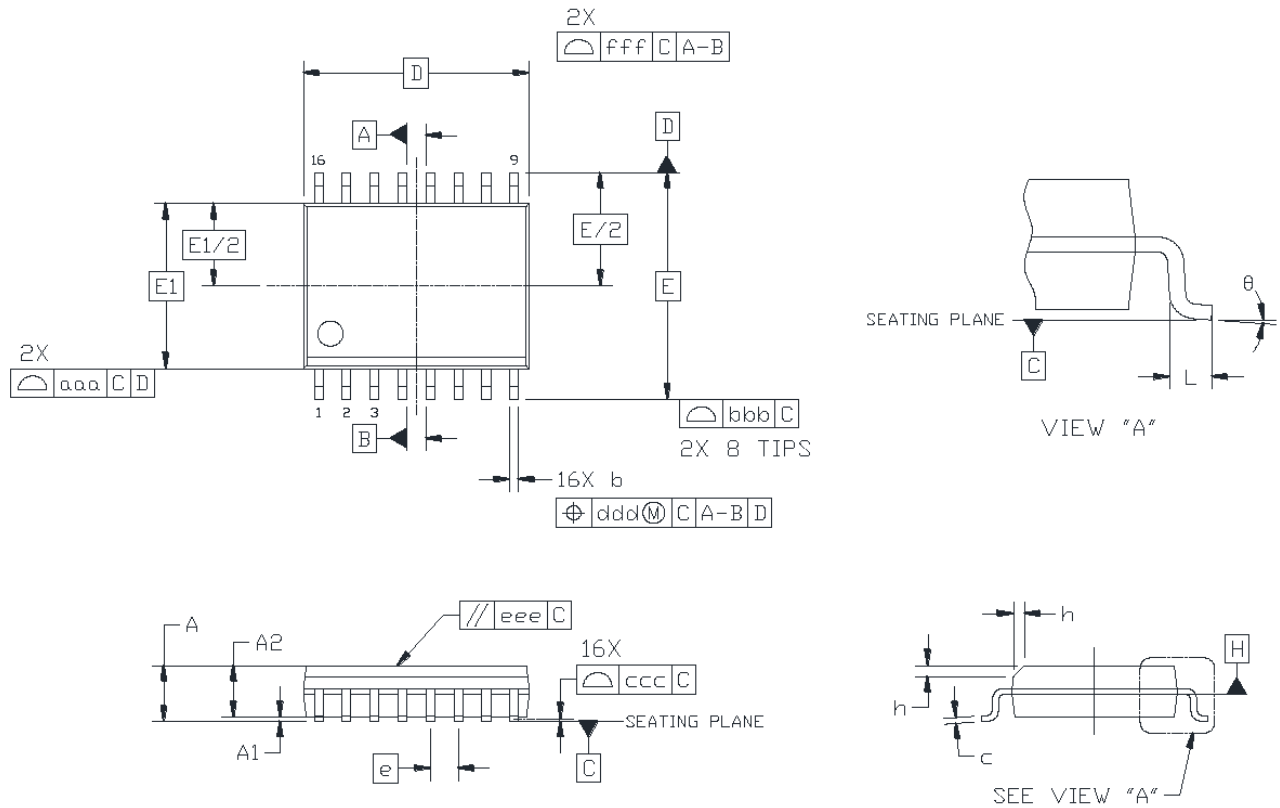 2X
⌓ fff C A-B
D
A
D
16
9
E1/2
E/2
E1
E
2X
⌓ aaa C D
1 2 3
B
⌓ bbb C
2X 8 TIPS
16X b
⌖ ddd Ⓜ C A-B D
θ
SEATING PLANE
C
L
VIEW "A"
// eee C
A
A2
16X
⌓ ccc C
SEATING PLANE
A1
e
C
h
H
h
c
SEE VIEW "A"